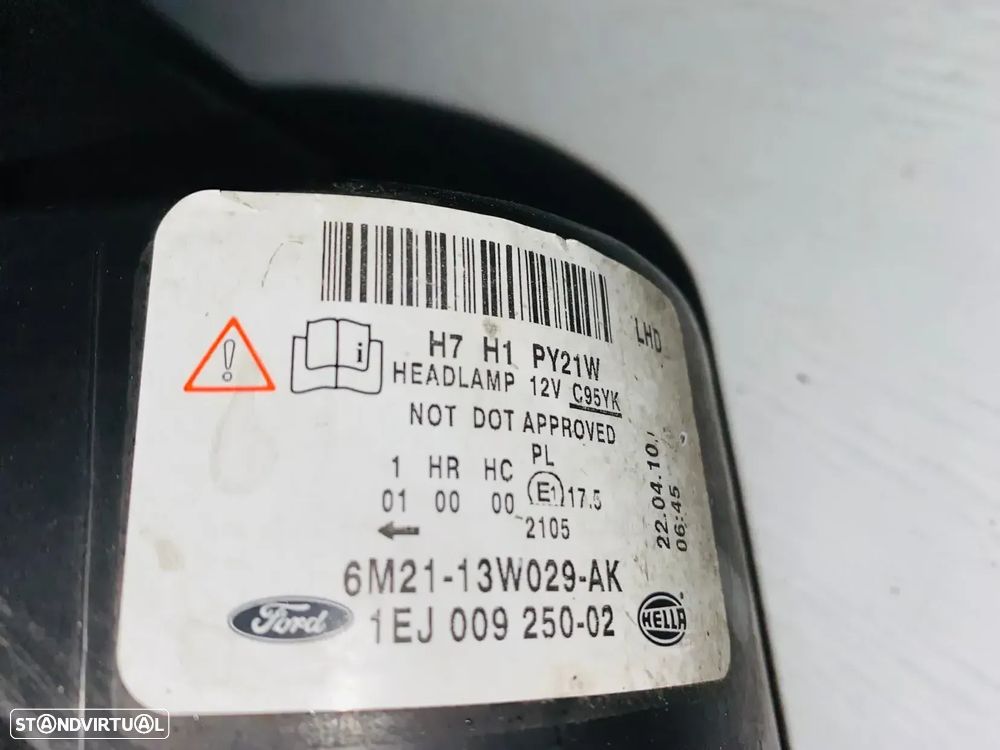 LHD
H7 H1 PY21W
HEADLAMP 12V C95YK
NOT DOT APPROVED
PL
1 HR HC
01 00 00 E1 17.5
2105
22.04.10
06:45
6M21-13W029-AK
Ford 1EJ 009 250-02 HELLA
STANDVIRTUAL